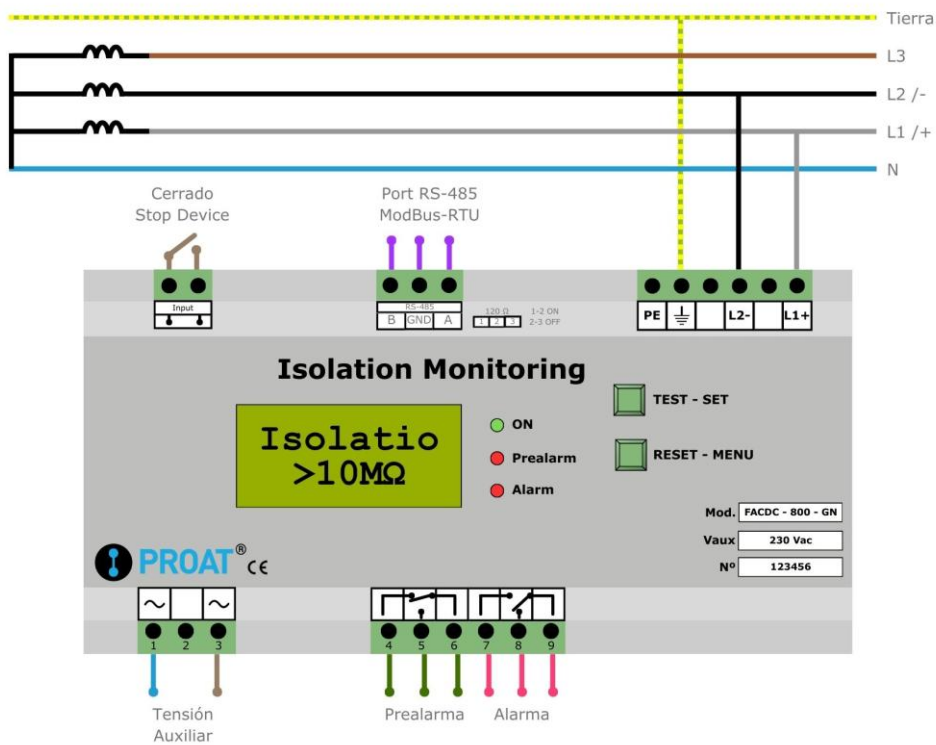 Tierra
L3
L2 /-
L1 /+
N
Cerrado
Stop Device
Port RS-485
ModBus-RTU
Input
RS-485
B GND A
120 Ω
1 2 3
1-2 ON
2-3 OFF
PE L2- L1+
Isolation Monitoring
Isolatio
>10MΩ
ON
Prealarm
Alarm
TEST - SET
RESET - MENU
Mod. FACDC - 800 - GN
Vaux 230 Vac
Nº 123456
PROAT® CE
1 2 3 4 5 6 7 8 9
Tensión
Auxiliar
Prealarma
Alarma